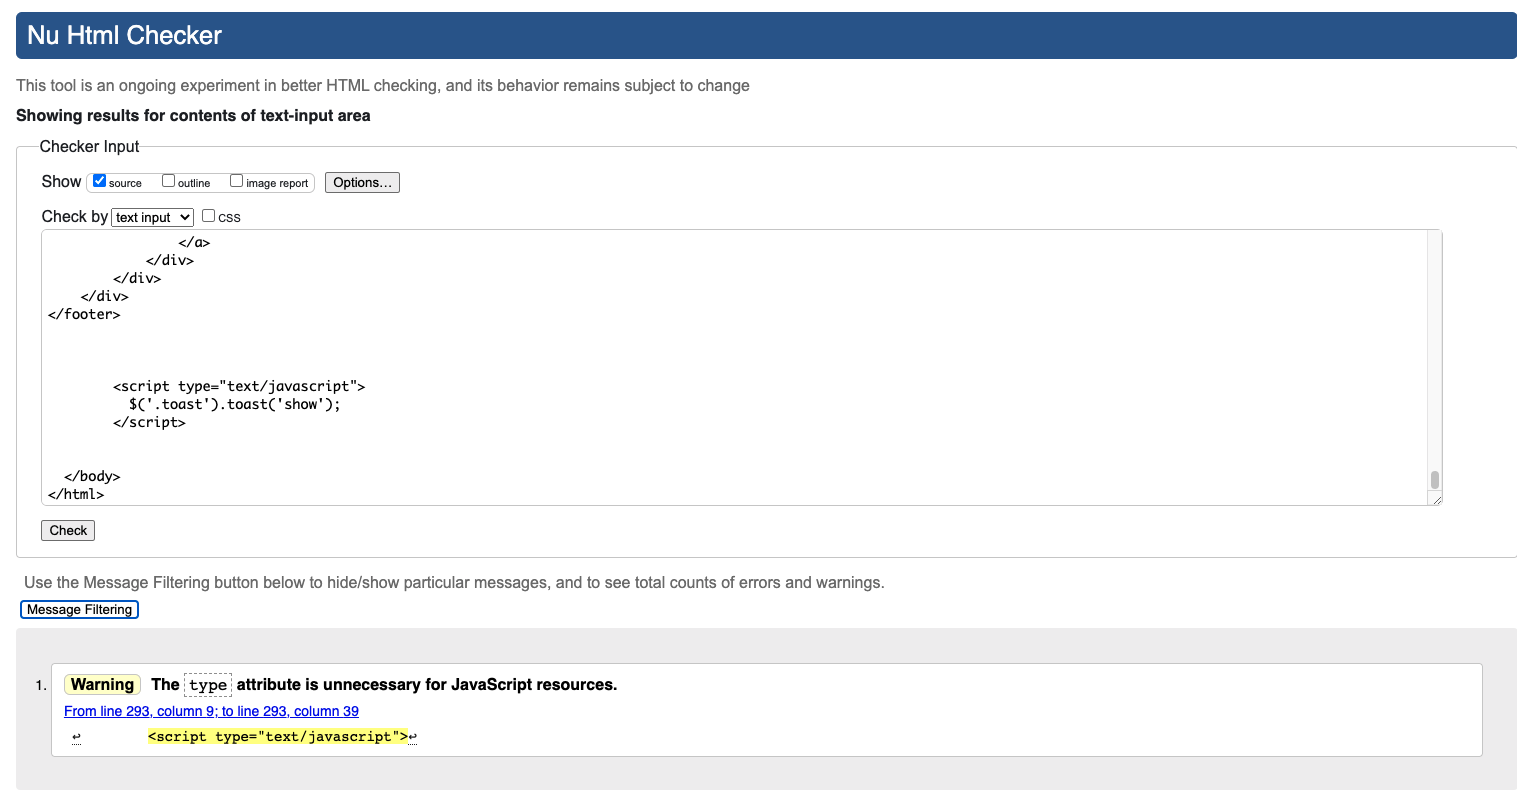 Nu Html Checker
This tool is an ongoing experiment in better HTML checking, and its behavior remains subject to change
Showing results for contents of text-input area
Checker Input
Show source outline image report Options...
Check by text input css
</a>
</div>
</div>
</div>
</footer>
<script type="text/javascript">
$('.toast').toast('show');
</script>
</body>
</html>
Check
Use the Message Filtering button below to hide/show particular messages, and to see total counts of errors and warnings.
Message Filtering
1. Warning The type attribute is unnecessary for JavaScript resources.
From line 293, column 9; to line 293, column 39
↩ <script type="text/javascript">↩